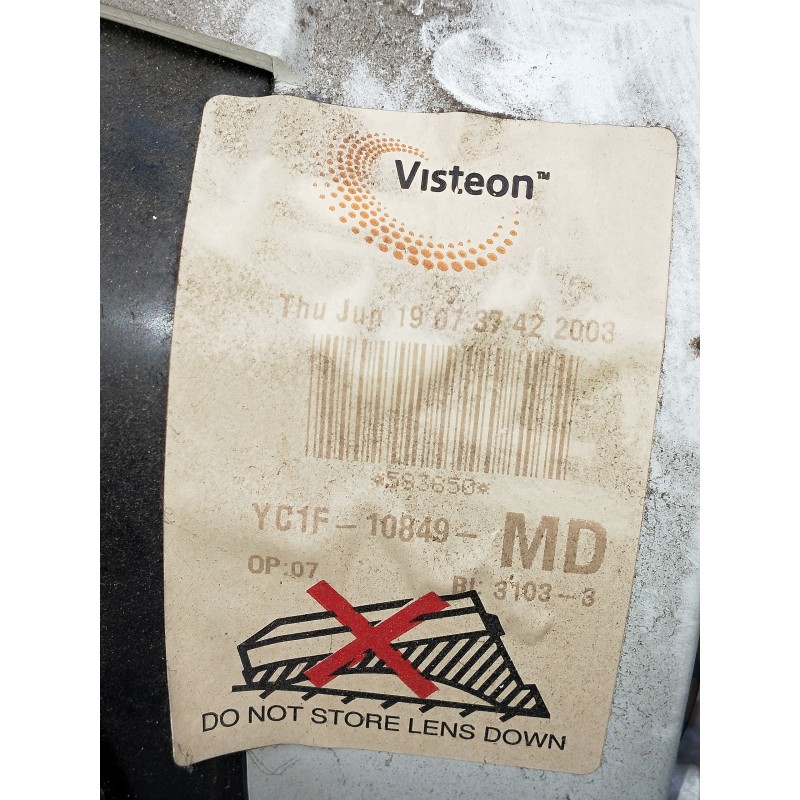 Visteon™
Thu Jun 19 07:37:42 2003
*593650*
YC1F-10849-MD
OP:07
BL 3103-3
DO NOT STORE LENS DOWN